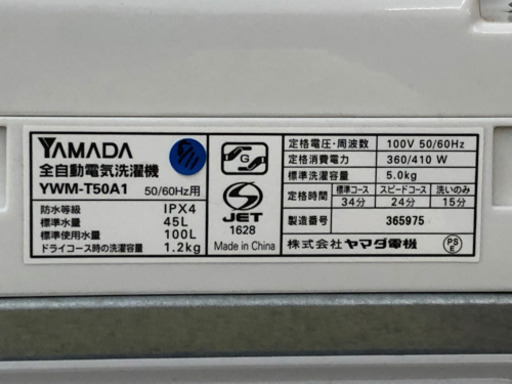 YAMADA
全自動電気洗濯機
YWM-T50A1 50/60Hz用
防水等級 IPX4
標準水量 45L
標準使用水量 100L
ドライコース時の洗濯容量 1.2kg
G
S
JET
1628
Made in China
定格電圧・周波数 100V 50/60Hz
定格消費電力 360/410 W
標準洗濯容量 5.0kg
定格時間 標準コース スピードコース 洗いのみ
34分 24分 15分
製造番号 365975
株式会社 ヤマダ電機
PS
E